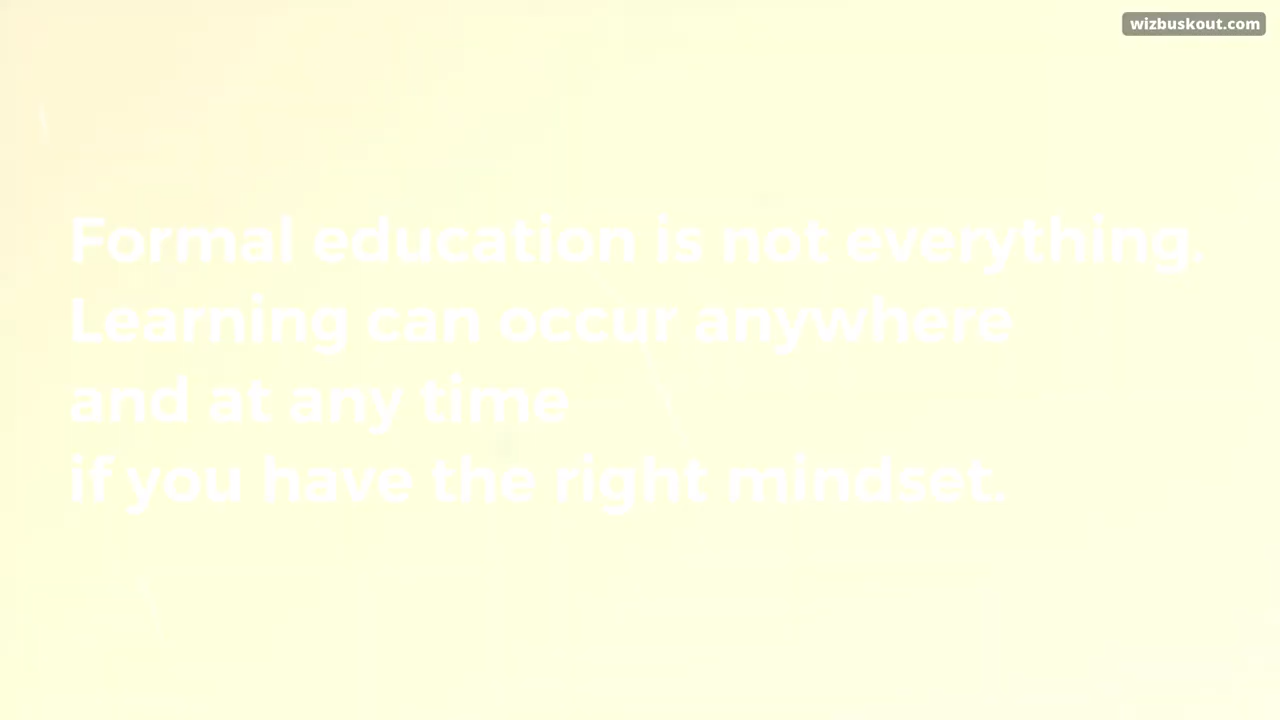 wizbuskout.com
Formal education is not everything.
Learning can occur anywhere
and at any time
if you have the right mindset.